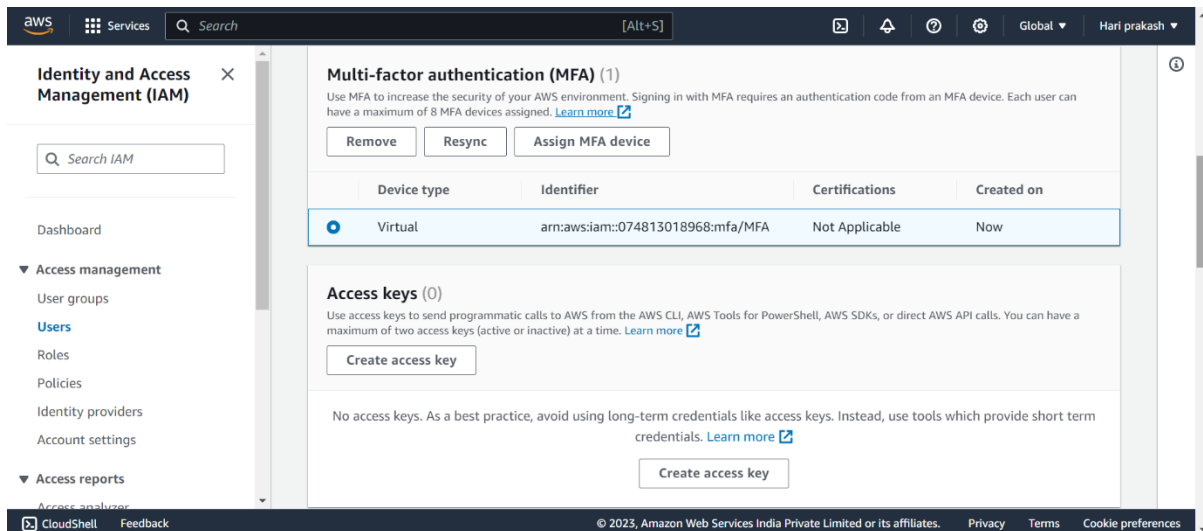 aws Services Search [Alt+S] Global Hari prakash
Identity and Access
Management (IAM)
Search IAM
Dashboard
Access management
User groups
Users
Roles
Policies
Identity providers
Account settings
Access reports
Access analyzer
Multi-factor authentication (MFA) (1)
Use MFA to increase the security of your AWS environment. Signing in with MFA requires an authentication code from an MFA device. Each user can
have a maximum of 8 MFA devices assigned. Learn more
Remove Resync Assign MFA device
Device type Identifier Certifications Created on
Virtual arn:aws:iam::074813018968:mfa/MFA Not Applicable Now
Access keys (0)
Use access keys to send programmatic calls to AWS from the AWS CLI, AWS Tools for PowerShell, AWS SDKs, or direct AWS API calls. You can have a
maximum of two access keys (active or inactive) at a time. Learn more
Create access key
No access keys. As a best practice, avoid using long-term credentials like access keys. Instead, use tools which provide short term
credentials. Learn more
Create access key
CloudShell Feedback © 2023, Amazon Web Services India Private Limited or its affiliates. Privacy Terms Cookie preferences